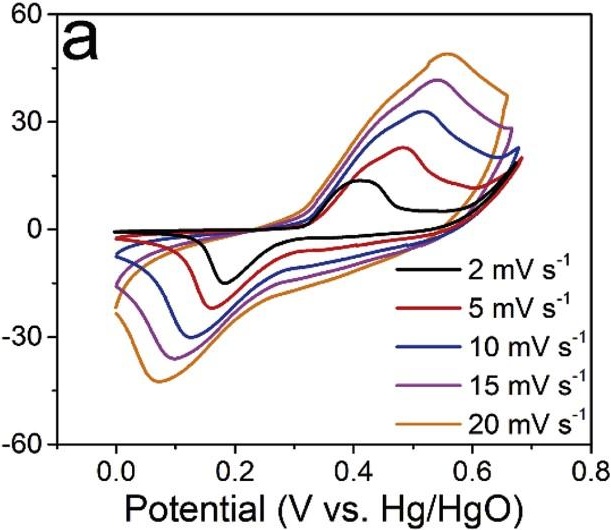 a
60
30
0
-30
-60
2 mV s-1
5 mV s-1
10 mV s-1
15 mV s-1
20 mV s-1
0.0 0.2 0.4 0.6 0.8
Potential (V vs. Hg/HgO)